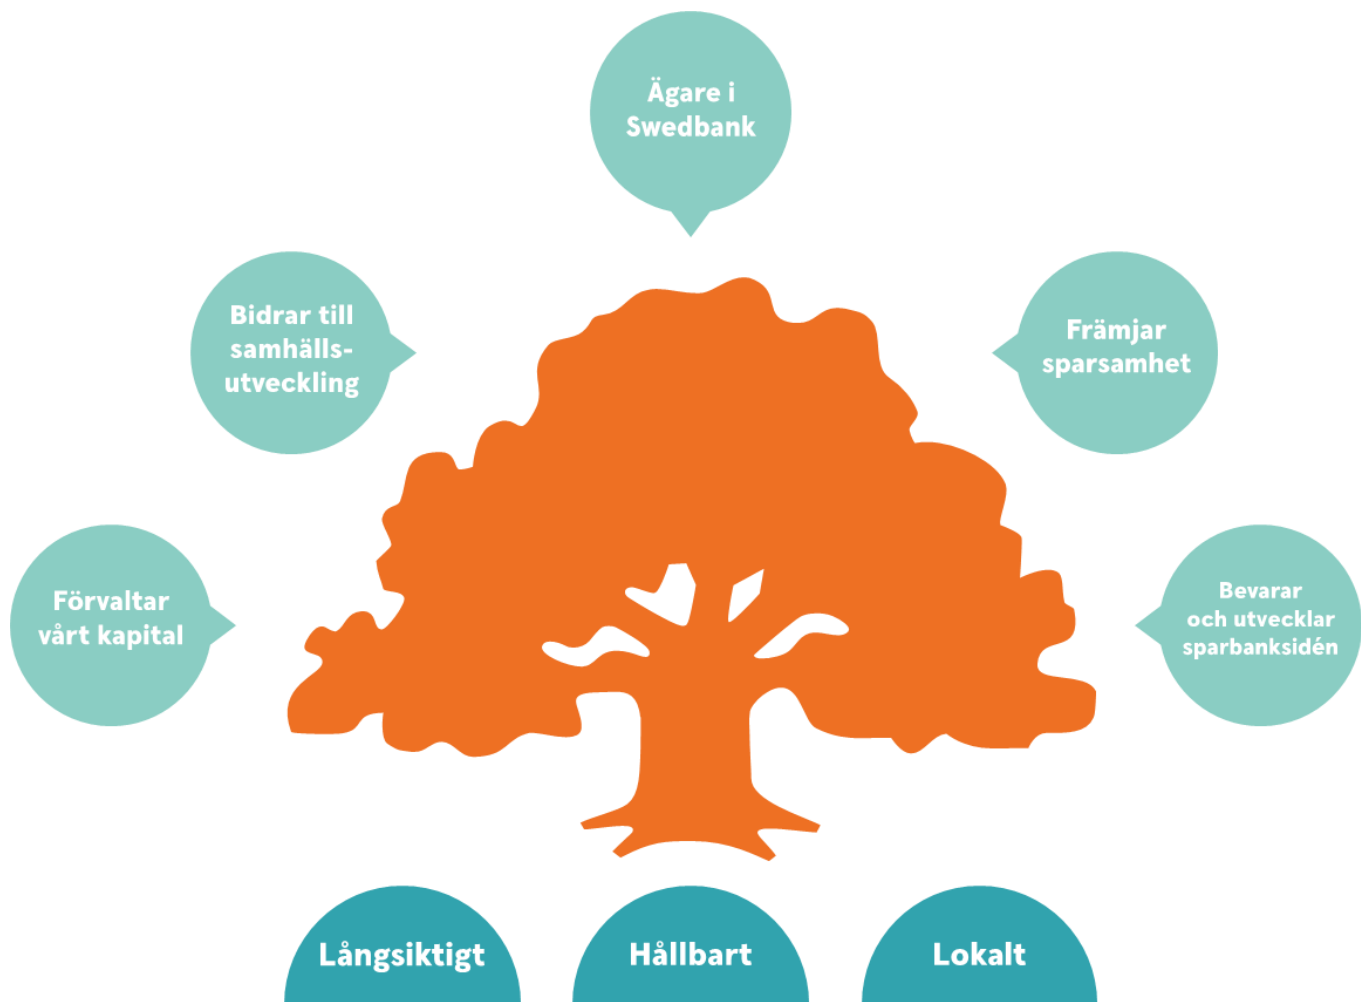 Ägare i
Swedbank
Bidrar till
samhälls-
utveckling
Främjar
sparsamhet
Förvaltar
vårt kapital
Bevarar
och utvecklar
sparbanksidén
Långsiktigt
Hållbart
Lokalt